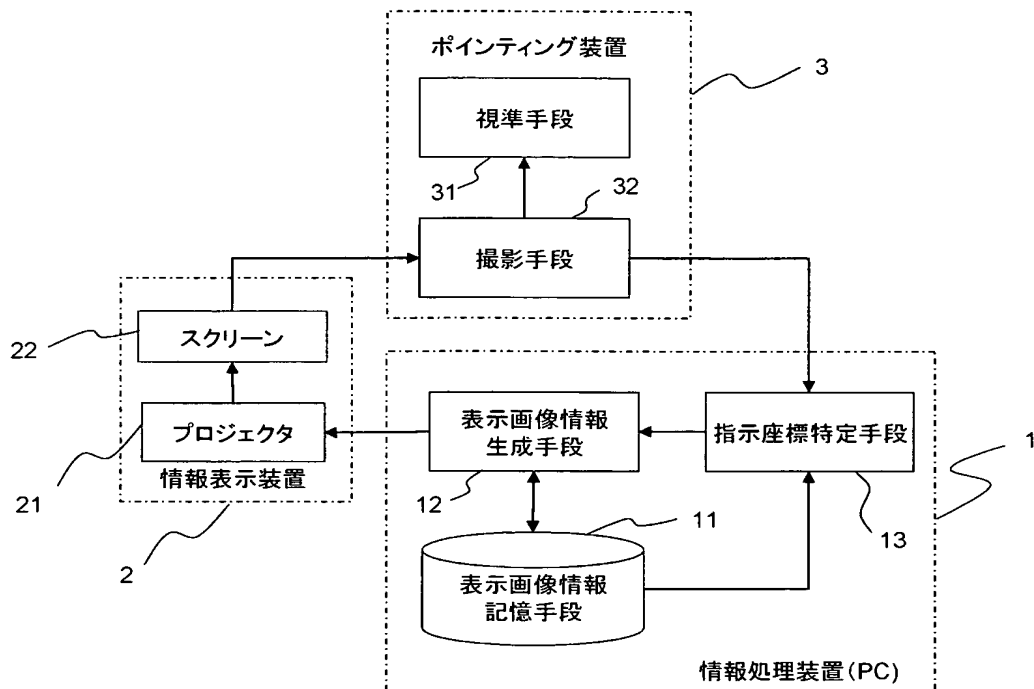 ポインティング装置
3
視準手段
31
32
撮影手段
22
スクリーン
プロジェクタ
21
情報表示装置
2
表示画像情報
生成手段
12
指示座標特定手段
13
1
11
表示画像情報
記憶手段
情報処理装置(PC)